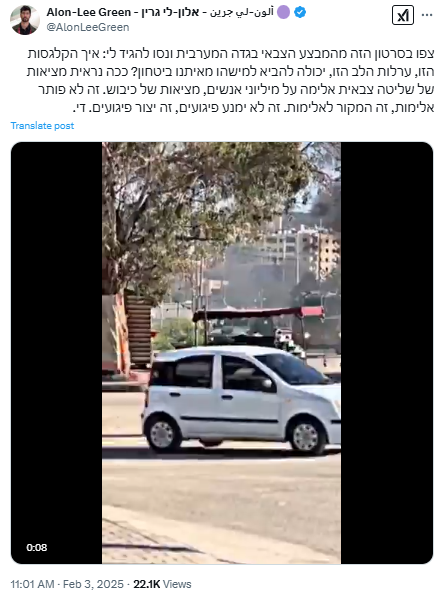 Alon-Lee Green - ألون-لي جرين - אלון-לי גרין
@AlonLeeGreen
צפו בסרטון הזה מהמבצע הצבאי בגדה המערבית ונסו להגיד לי: איך הקלגסות
הזו, ערלות הלב הזו, יכולה להביא למישהו מאיתנו ביטחון? ככה נראית מציאות
של שליטה צבאית אלימה על מיליוני אנשים, מציאות של כיבוש. זה לא פותר
אלימות, זה המקור לאלימות. זה לא ימנע פיגועים, זה יצור פיגועים. די.
Translate post
0:08
11:01 AM · Feb 3, 2025 · 22.1K Views